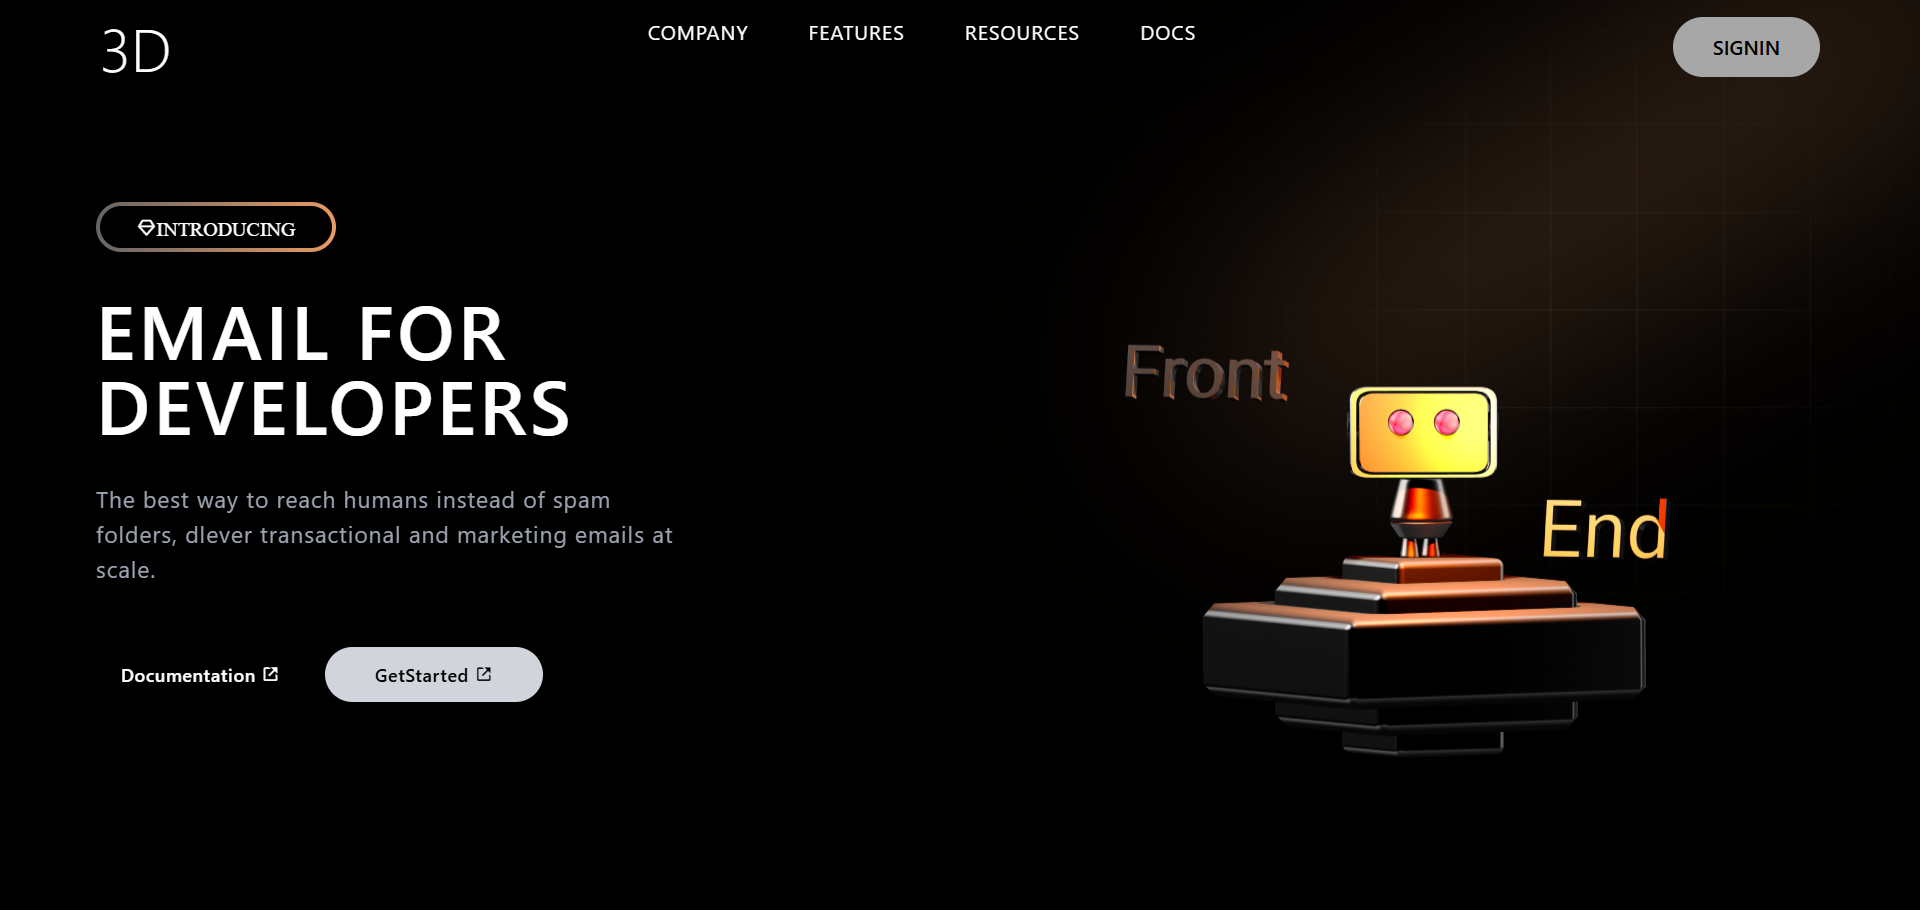 3D
COMPANY FEATURES RESOURCES DOCS
SIGNIN
INTRODUCING
EMAIL FOR
DEVELOPERS
The best way to reach humans instead of spam
folders, dlever transactional and marketing emails at
scale.
Documentation
GetStarted
Front
End